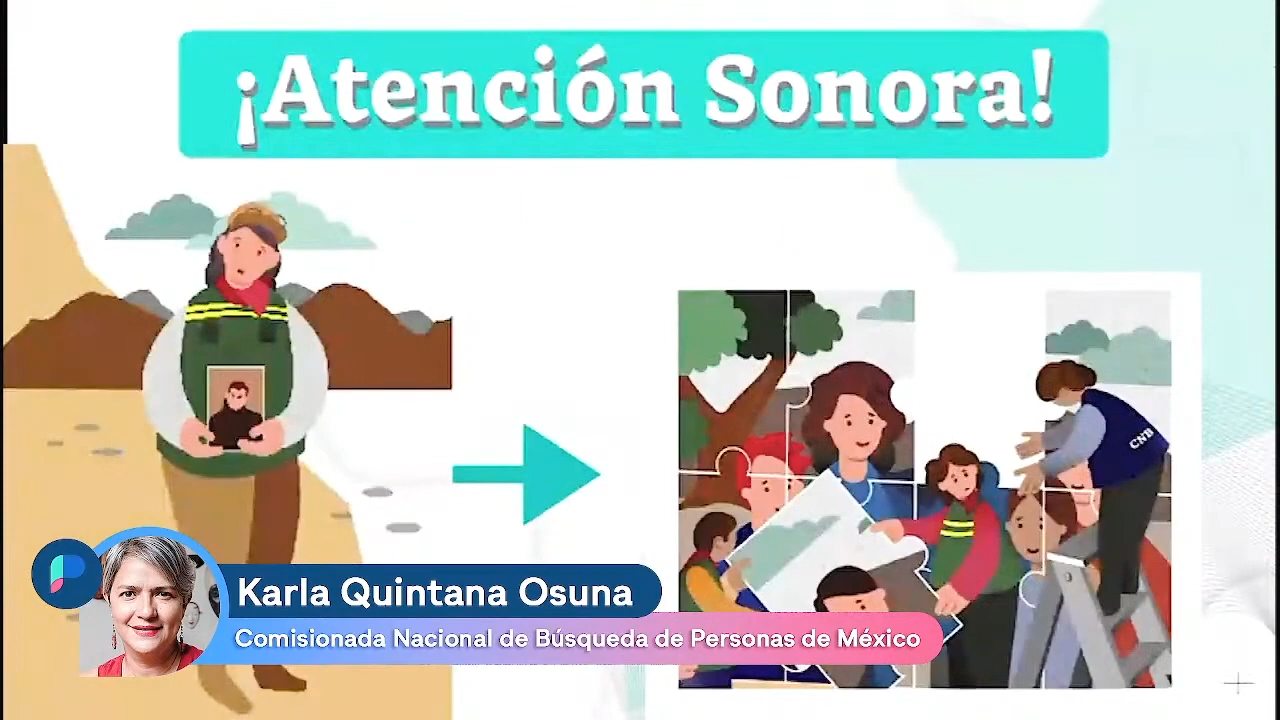 ¡Atención Sonora!
CNB
Karla Quintana Osuna
Comisionada Nacional de Búsqueda de Personas de México